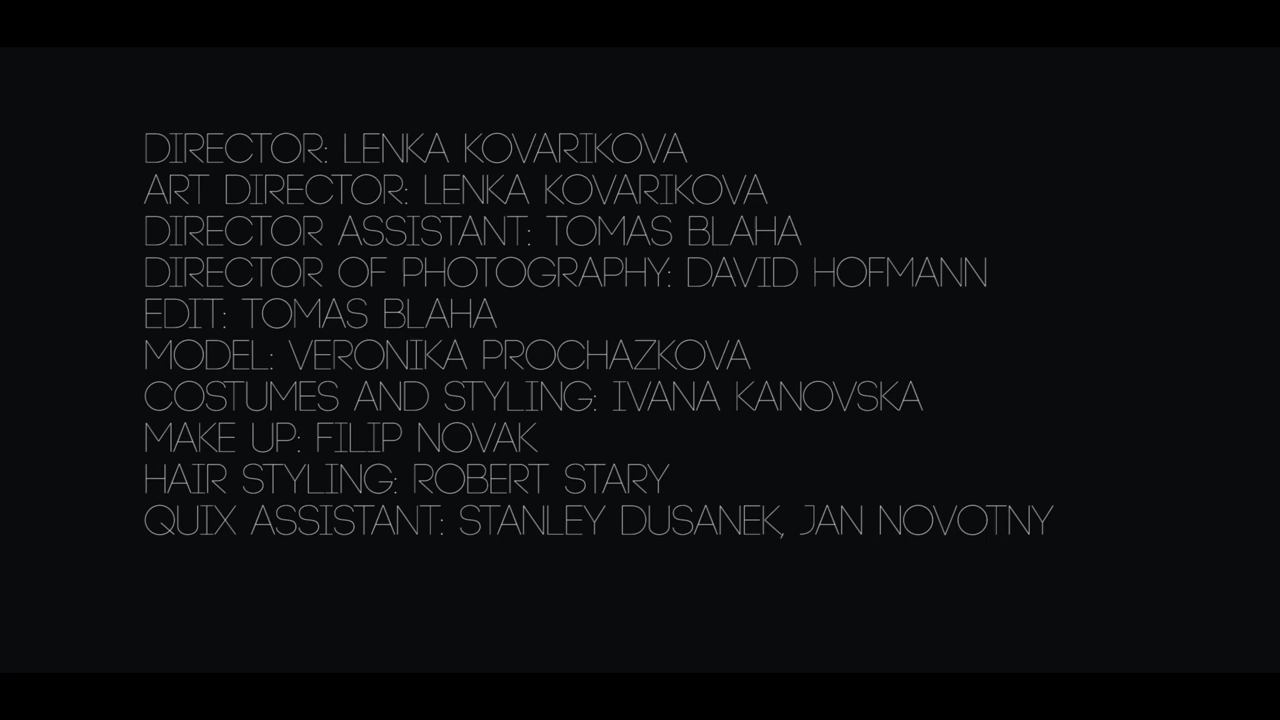 DIRECTOR: LENKA KOVARIKOVA
ART DIRECTOR: LENKA KOVARIKOVA
DIRECTOR ASSISTANT: TOMAS BLAHA
DIRECTOR OF PHOTOGRAPHY: DAVID HOFMANN
EDIT: TOMAS BLAHA
MODEL: VERONIKA PROCHAZKOVA
COSTUMES AND STYLING: IVANA KANOVSKA
MAKE UP: FILIP NOVAK
HAIR STYLING: ROBERT STARY
QUIX ASSISTANT: STANLEY DUSANEK, JAN NOVOTNY